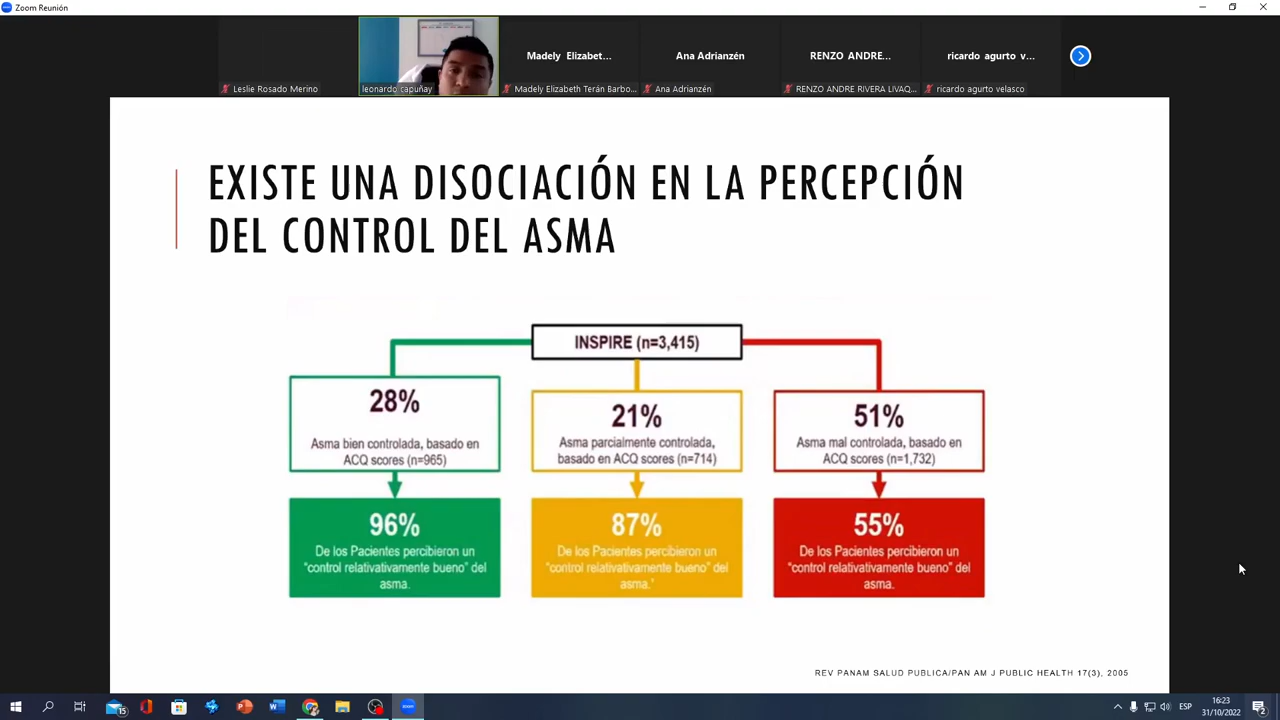 Zoom Reunión
Madely Elizabet...
Ana Adrianzén
RENZO ANDRE...
ricardo agurto v...
Leslie Rosado Merino
leonardo capuñay
Madely Elizabeth Terán Barbo...
Ana Adrianzén
RENZO ANDRE RIVERA LIVAQ...
ricardo agurto velasco
EXISTE UNA DISOCIACIÓN EN LA PERCEPCIÓN
DEL CONTROL DEL ASMA
INSPIRE (n=3,415)
28%
Asma bien controlada, basado en
ACQ scores (n=965)
21%
Asma parcialmente controlada,
basado en ACQ scores (n=714)
51%
Asma mal controlada, basado en
ACQ scores (n=1,732)
96%
De los Pacientes percibieron un
“control relativativamente bueno” del
asma.
87%
De los Pacientes percibieron un
“control relativativamente bueno” del
asma.'
55%
De los Pacientes percibieron un
“control relativativamente bueno” del
asma.
REV PANAM SALUD PUBLICA/PAN AM J PUBLIC HEALTH 17(3), 2005
15
zoom
ESP
16:23
31/10/2022
2